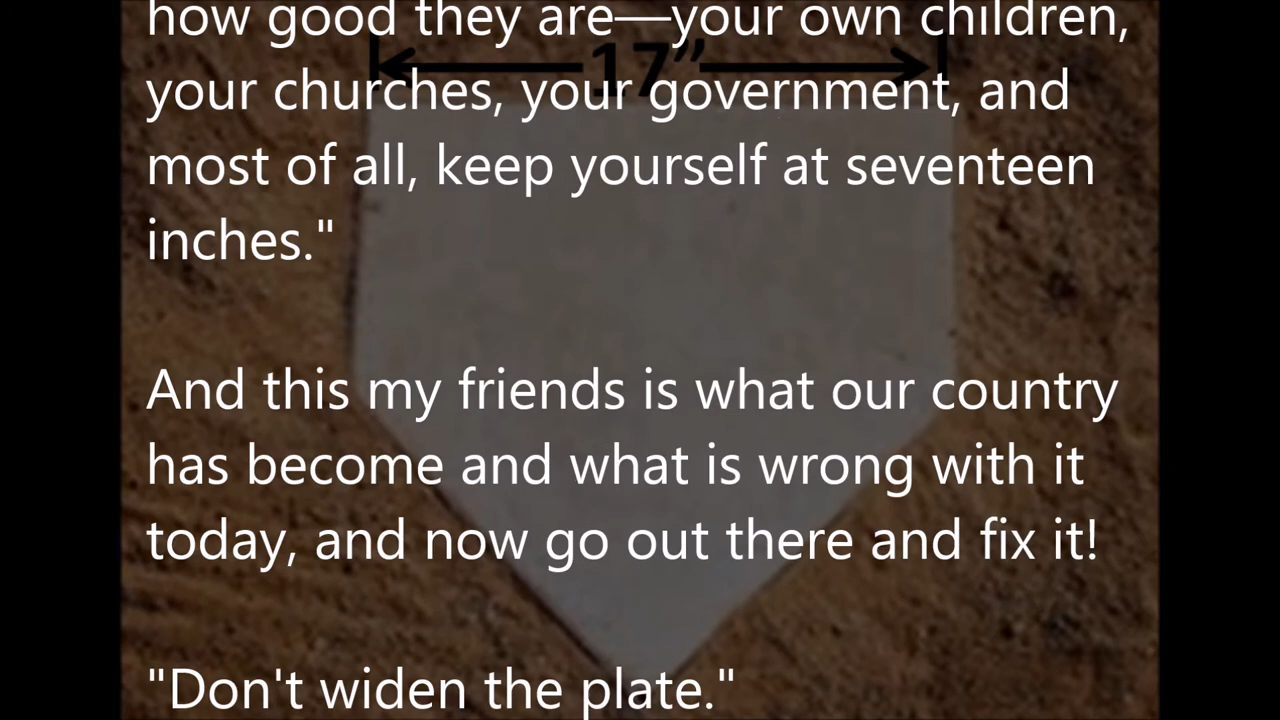 how good they are—your own children,
17”
your churches, your government, and
most of all, keep yourself at seventeen
inches."
And this my friends is what our country
has become and what is wrong with it
today, and now go out there and fix it!
"Don't widen the plate."